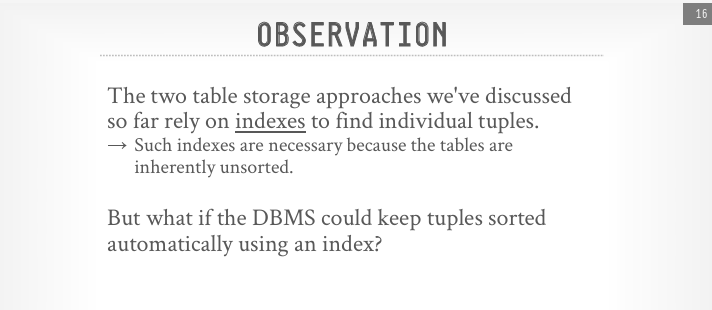 16
OBSERVATION
The two table storage approaches we've discussed
so far rely on indexes to find individual tuples.
→ Such indexes are necessary because the tables are
inherently unsorted.
But what if the DBMS could keep tuples sorted
automatically using an index?